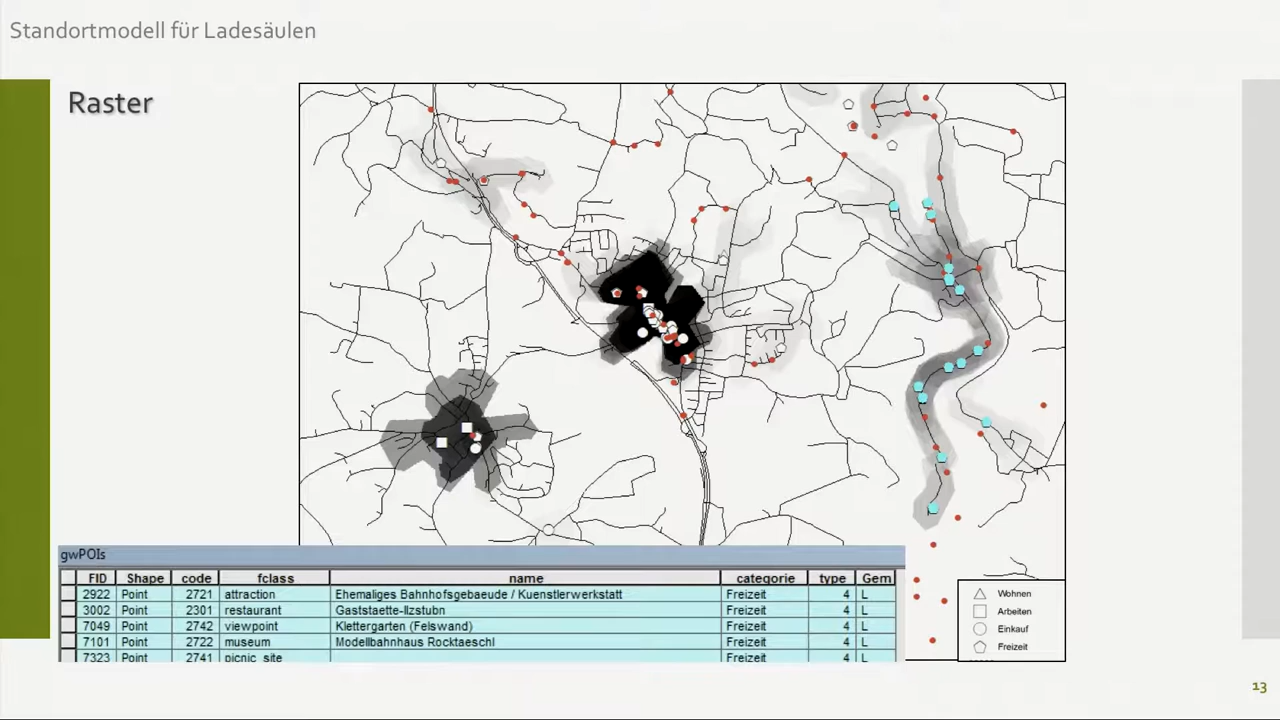 Standortmodell für Ladesäulen
Raster
gwPOIs
FID Shape code fclass name categorie type Gem
2922 Point 2721 attraction Ehemaliges Bahnhofsgebaeude / Kuenstlerwerkstatt Freizeit 4 L
3002 Point 2301 restaurant Gaststaette-Ilzstubn Freizeit 4 L
7049 Point 2742 viewpoint Klettergarten (Felswand) Freizeit 4 L
7101 Point 2722 museum Modellbahnhaus Rocktaeschl Freizeit 4 L
7323 Point 2741 picnic_site Freizeit 4 L
Wohnen
Arbeiten
Einkauf
Freizeit
13